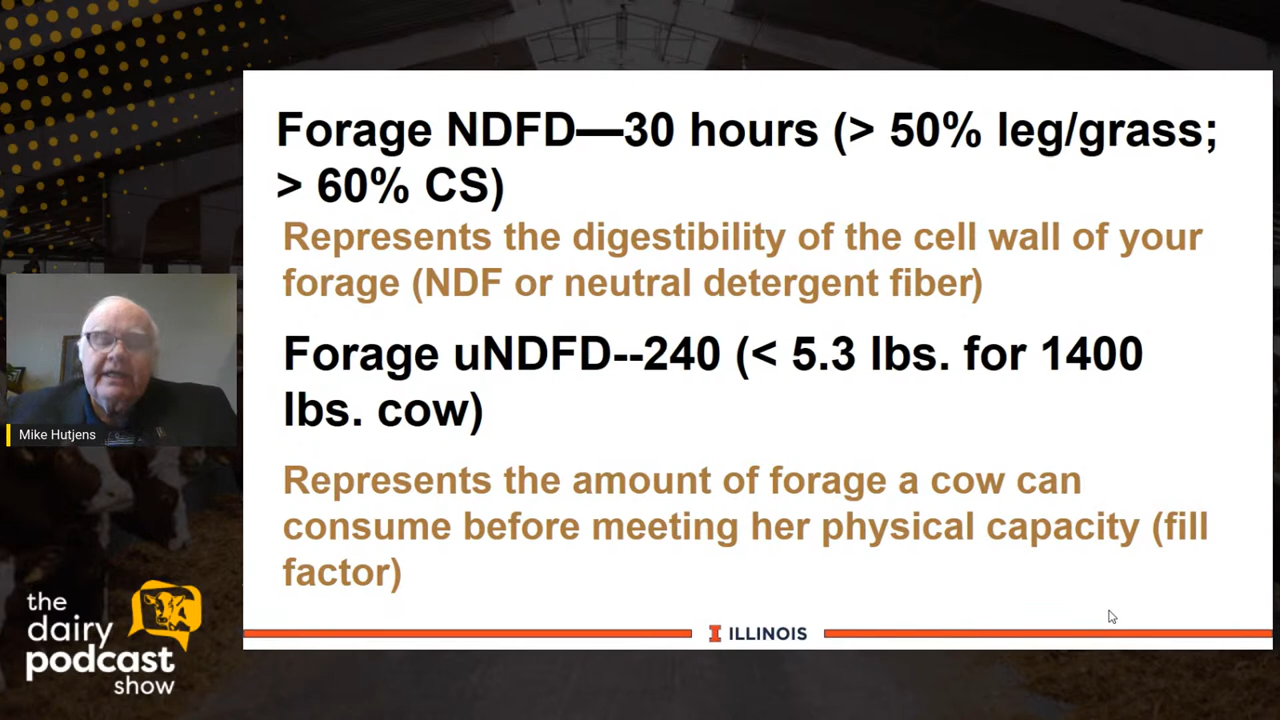 Forage NDFD—30 hours (> 50% leg/grass;
> 60% CS)
Represents the digestibility of the cell wall of your
forage (NDF or neutral detergent fiber)
Forage uNDFD--240 (< 5.3 lbs. for 1400
lbs. cow)
Represents the amount of forage a cow can
consume before meeting her physical capacity (fill
factor)
ILLINOIS
Mike Hutjens
the
dairy
podcast
show